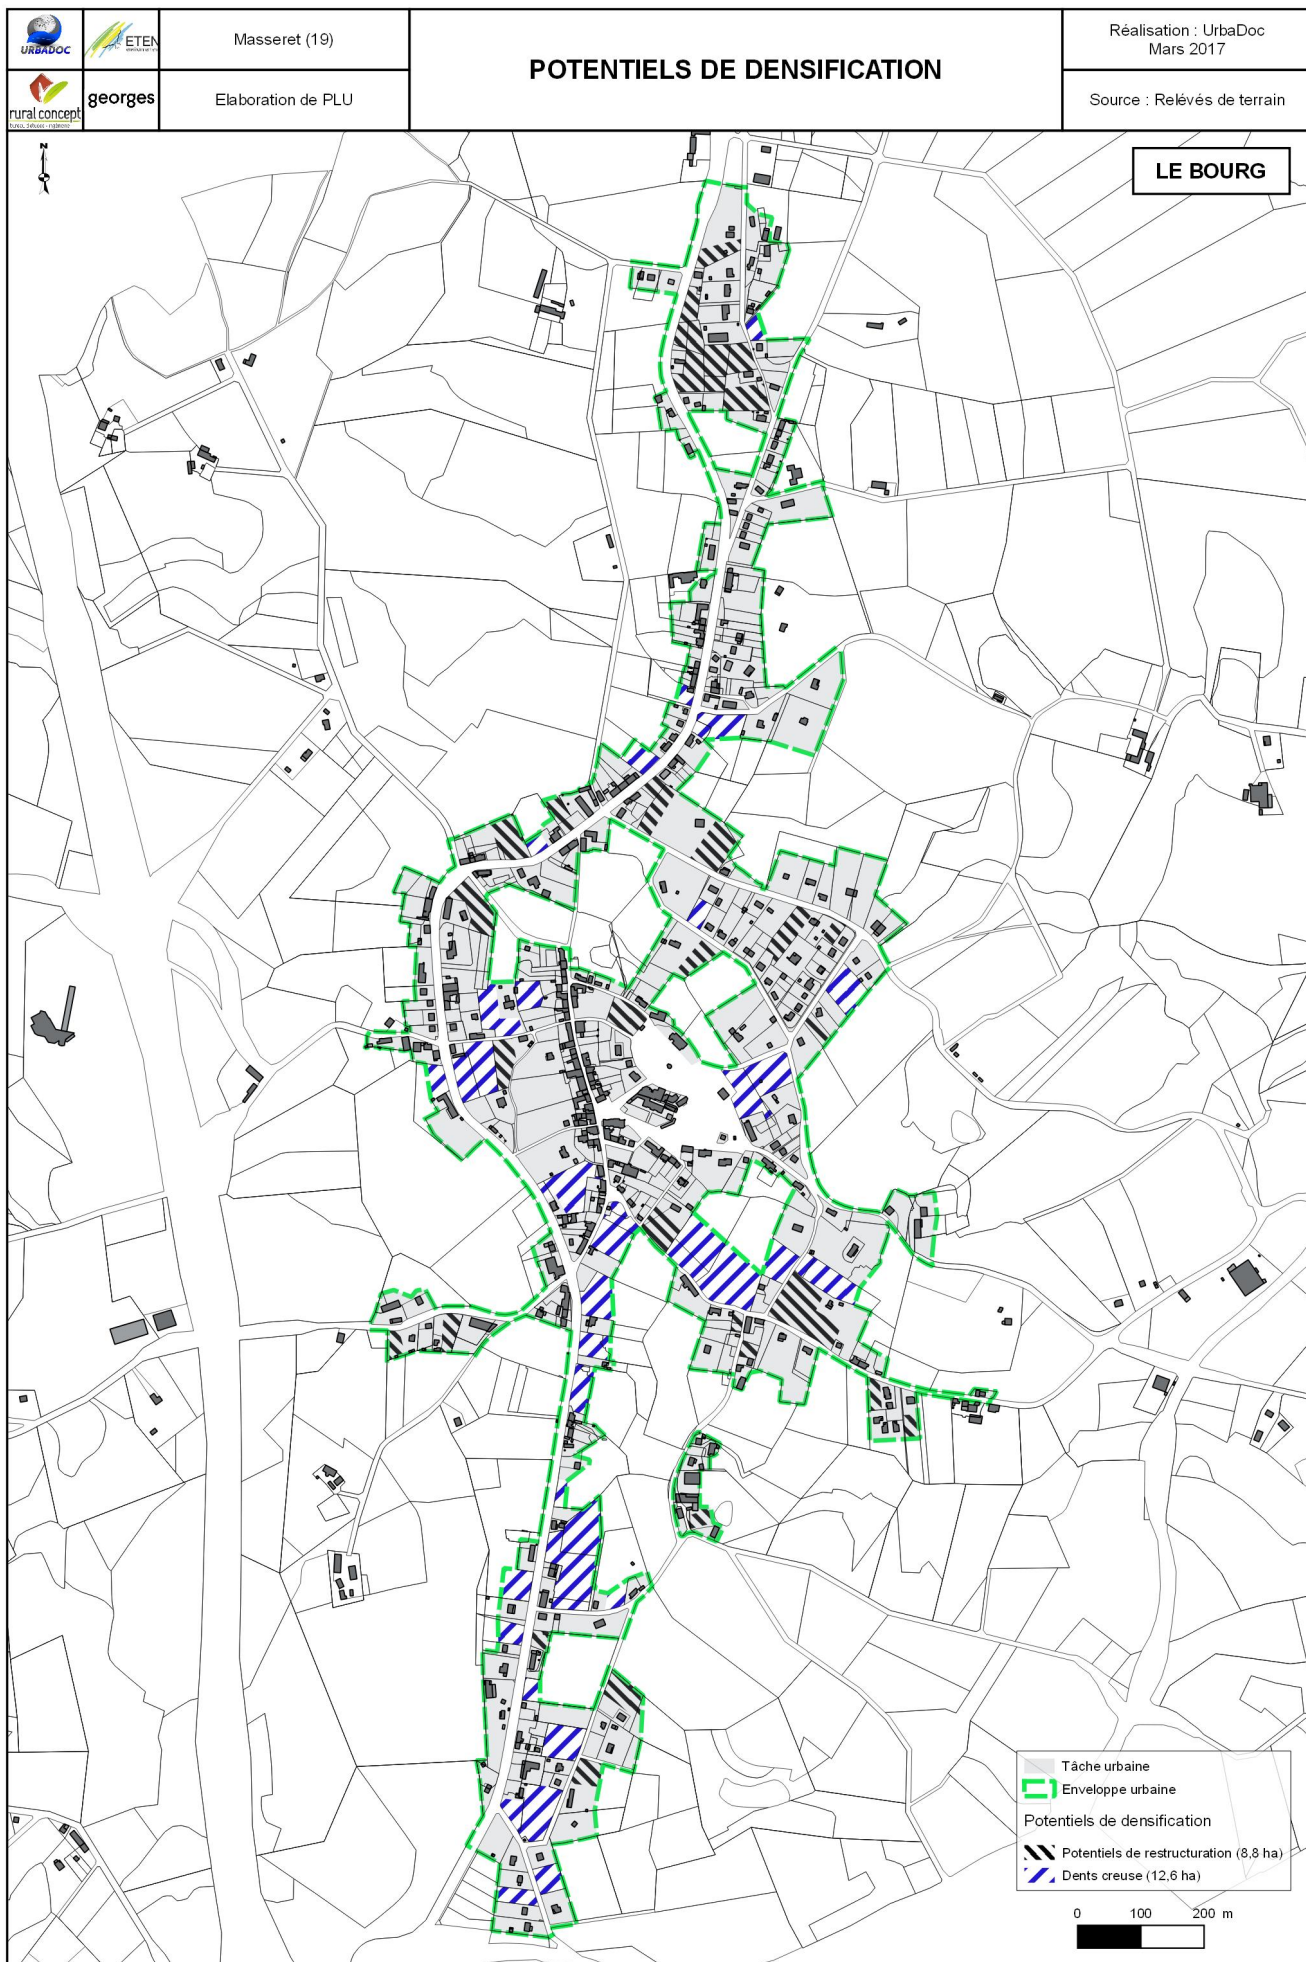 URBADOC
ETEN
rural concept
georges
Masseret (19)
Elaboration de PLU
POTENTIELS DE DENSIFICATION
Réalisation : UrbaDoc
Mars 2017
Source : Relévés de terrain
N
LE BOURG
Tâche urbaine
Enveloppe urbaine
Potentiels de densification
Potentiels de restructuration (8,8 ha)
Dents creuse (12,6 ha)
0 100 200 m